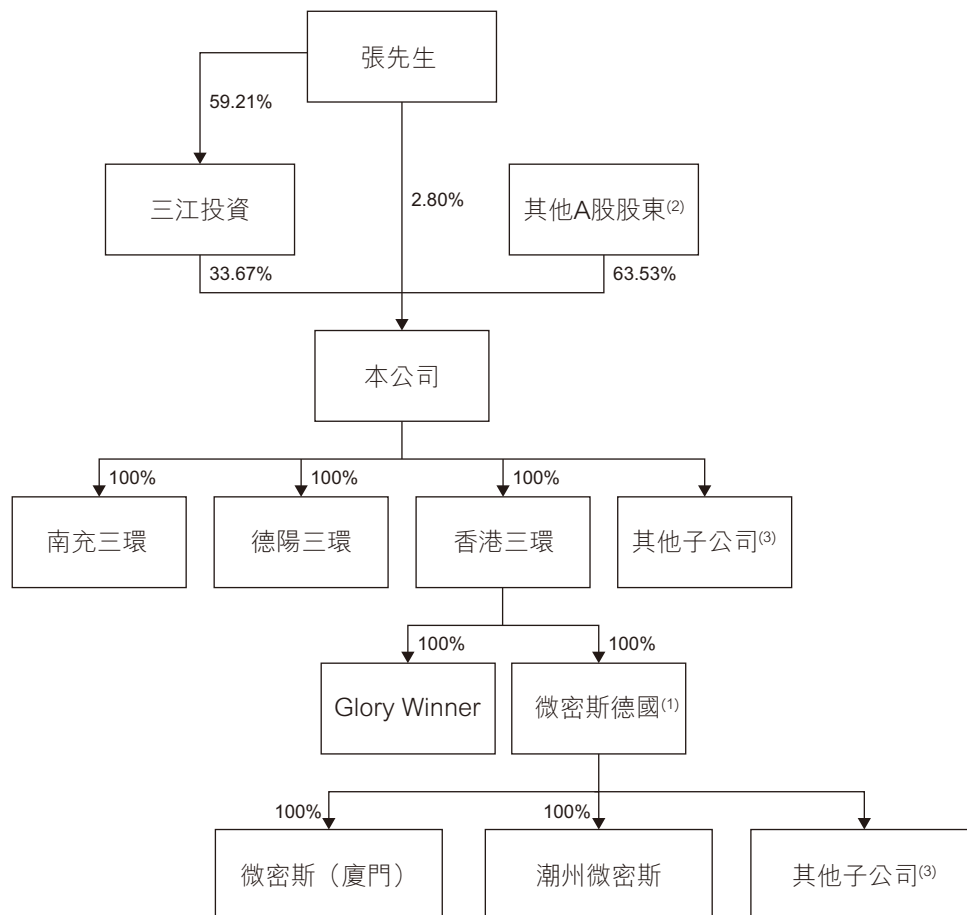 張先生
59.21%
三江投資
2.80%
其他A股股東(2)
33.67%
63.53%
本公司
100%
100%
100%
南充三環
德陽三環
香港三環
其他子公司(3)
100%
100%
Glory Winner
微密斯德國(1)
100%
100%
微密斯（廈門）
潮州微密斯
其他子公司(3)